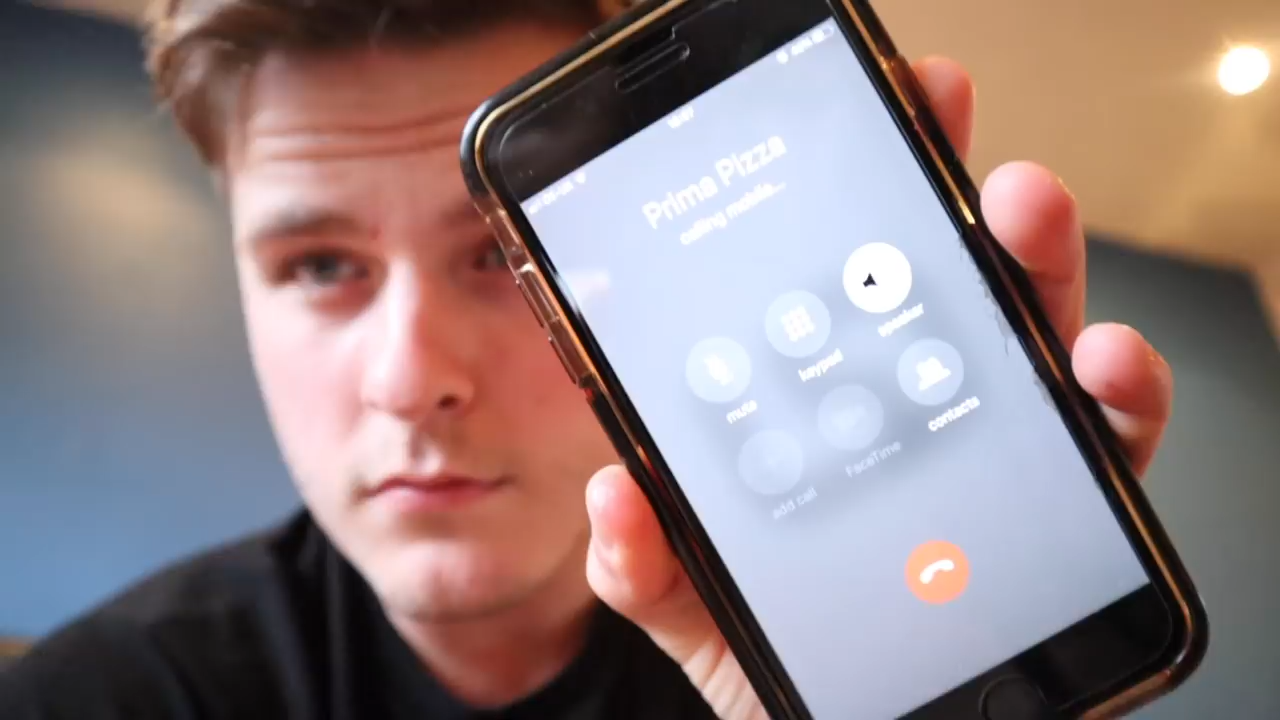 Prima Pizza
calling mobile...
mute
keypad
speaker
add call
FaceTime
contacts